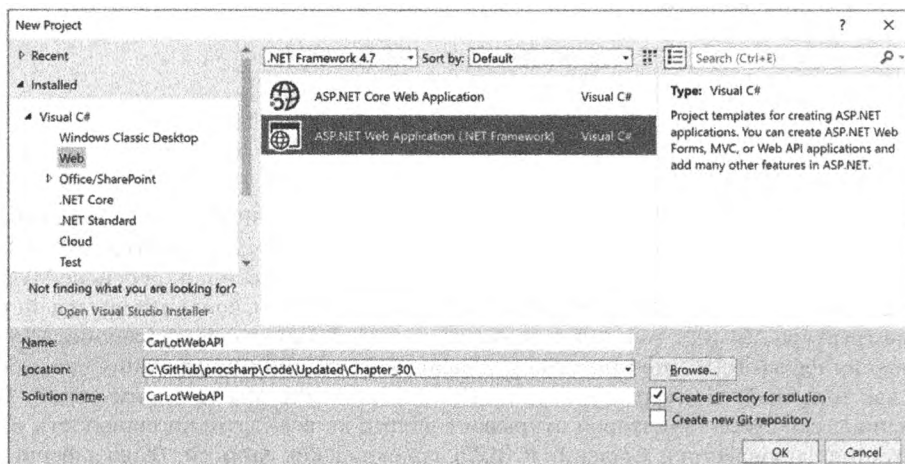 New Project ? ×
Recent
Installed
Visual C#
Windows Classic Desktop
Web
Office/SharePoint
.NET Core
.NET Standard
Cloud
Test
Not finding what you are looking for?
Open Visual Studio Installer
.NET Framework 4.7 Sort by: Default
Search (Ctrl+E)
ASP.NET Core Web Application Visual C#
ASP.NET Web Application (.NET Framework) Visual C#
Type: Visual C#
Project templates for creating ASP.NET
applications. You can create ASP.NET Web
Forms, MVC, or Web API applications and
add many other features in ASP.NET.
Name: CarLotWebAPI
Location: C:\GitHub\procsharp\Code\Updated\Chapter_30\
Browse...
Solution name: CarLotWebAPI
Create directory for solution
Create new Git repository
OK Cancel